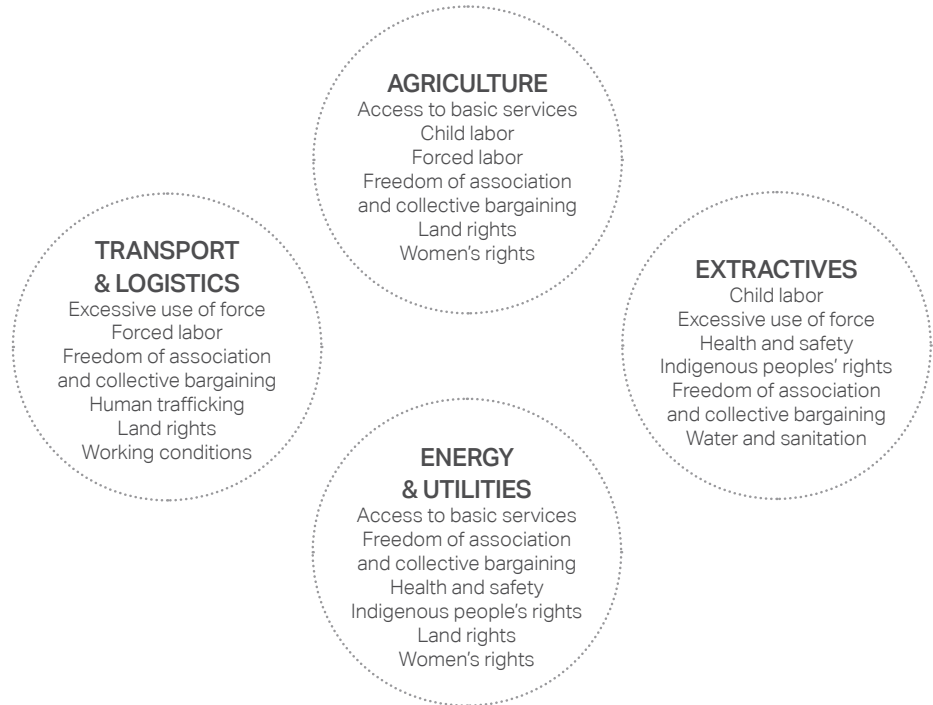 AGRICULTURE
Access to basic services
Child labor
Forced labor
Freedom of association
and collective bargaining
Land rights
Women's rights
TRANSPORT
& LOGISTICS
Excessive use of force
Forced labor
Freedom of association
and collective bargaining
Human trafficking
Land rights
Working conditions
EXTRACTIVES
Child labor
Excessive use of force
Health and safety
Indigenous peoples' rights
Freedom of association
and collective bargaining
Water and sanitation
ENERGY
& UTILITIES
Access to basic services
Freedom of association
and collective bargaining
Health and safety
Indigenous people's rights
Land rights
Women's rights